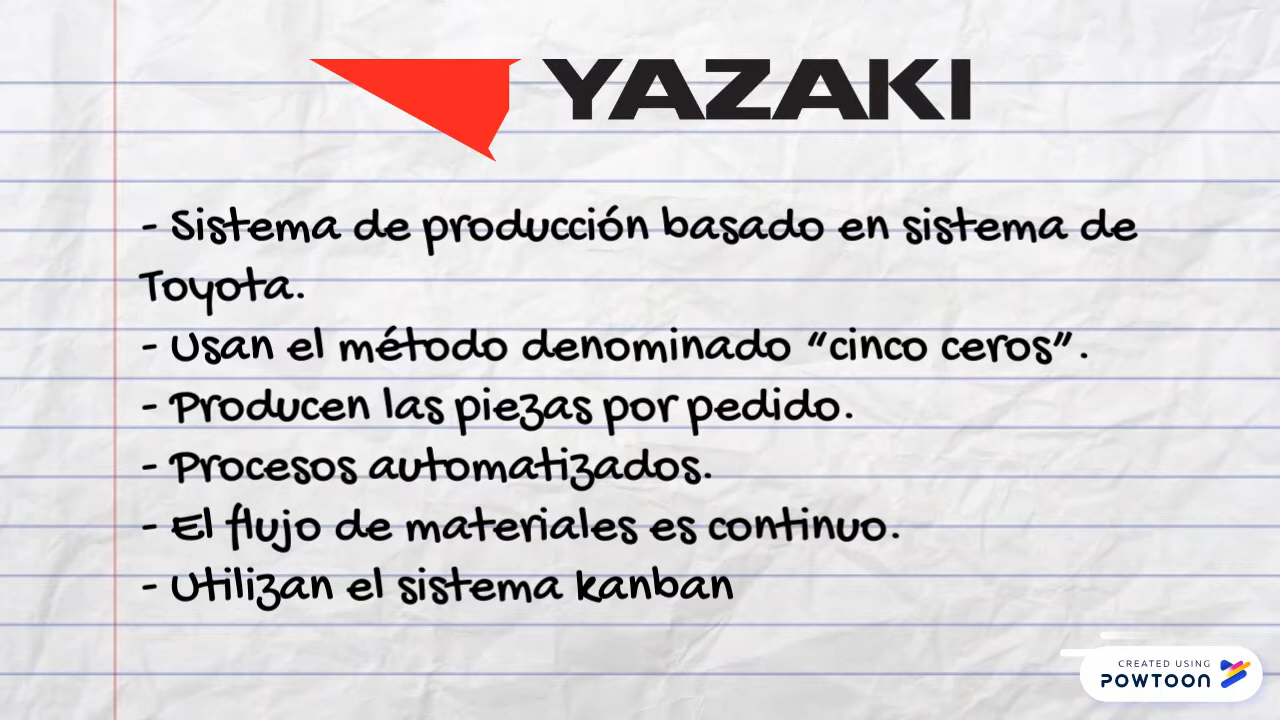 YAZAKI
- Sistema de producción basado en sistema de
Toyota.
- Usan el método denominado "cinco ceros".
- Producen las piezas por pedido.
- Procesos automatizados.
- El flujo de materiales es continuo.
- Utilizan el sistema kanban
CREATED USING
POWTOON